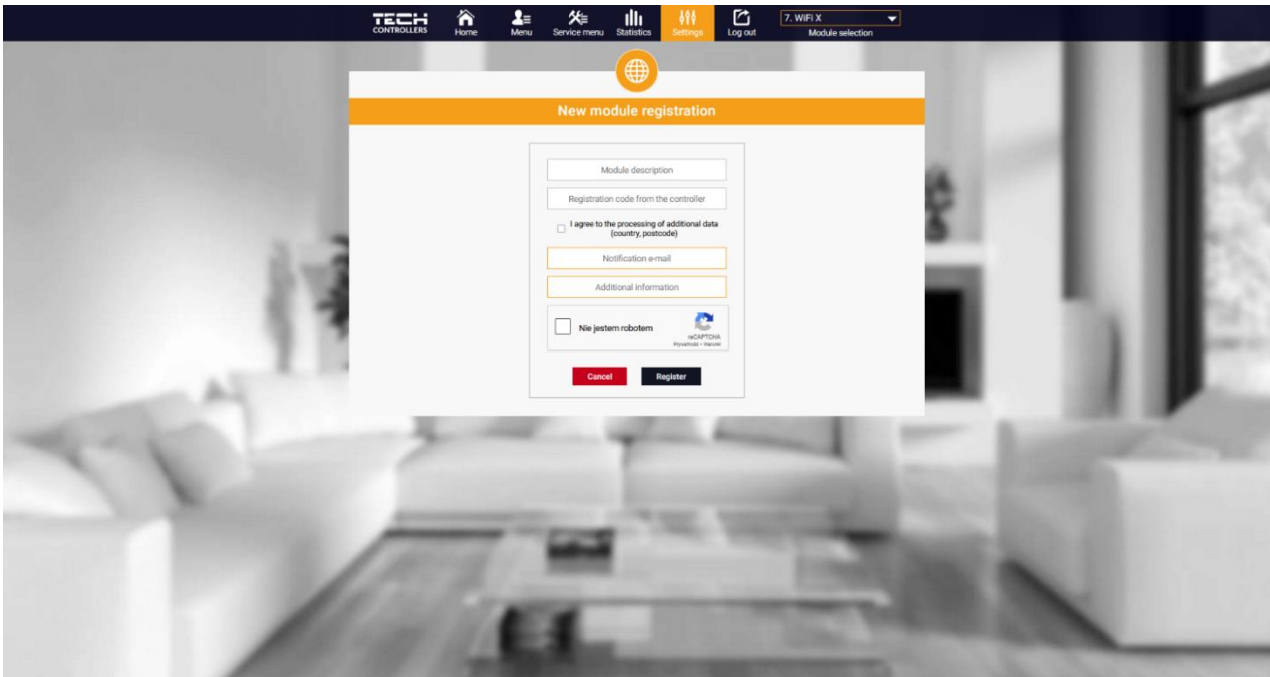 TECH
CONTROLLERS
Home
Menu
Service menu
Statistics
Settings
Log out
7. WiFi X
Module selection
New module registration
Module description
Registration code from the controller
I agree to the processing of additional data
(country, postcode)
Notification e-mail
Additional information
Nie jestem robotem
reCAPTCHA
Cancel
Register